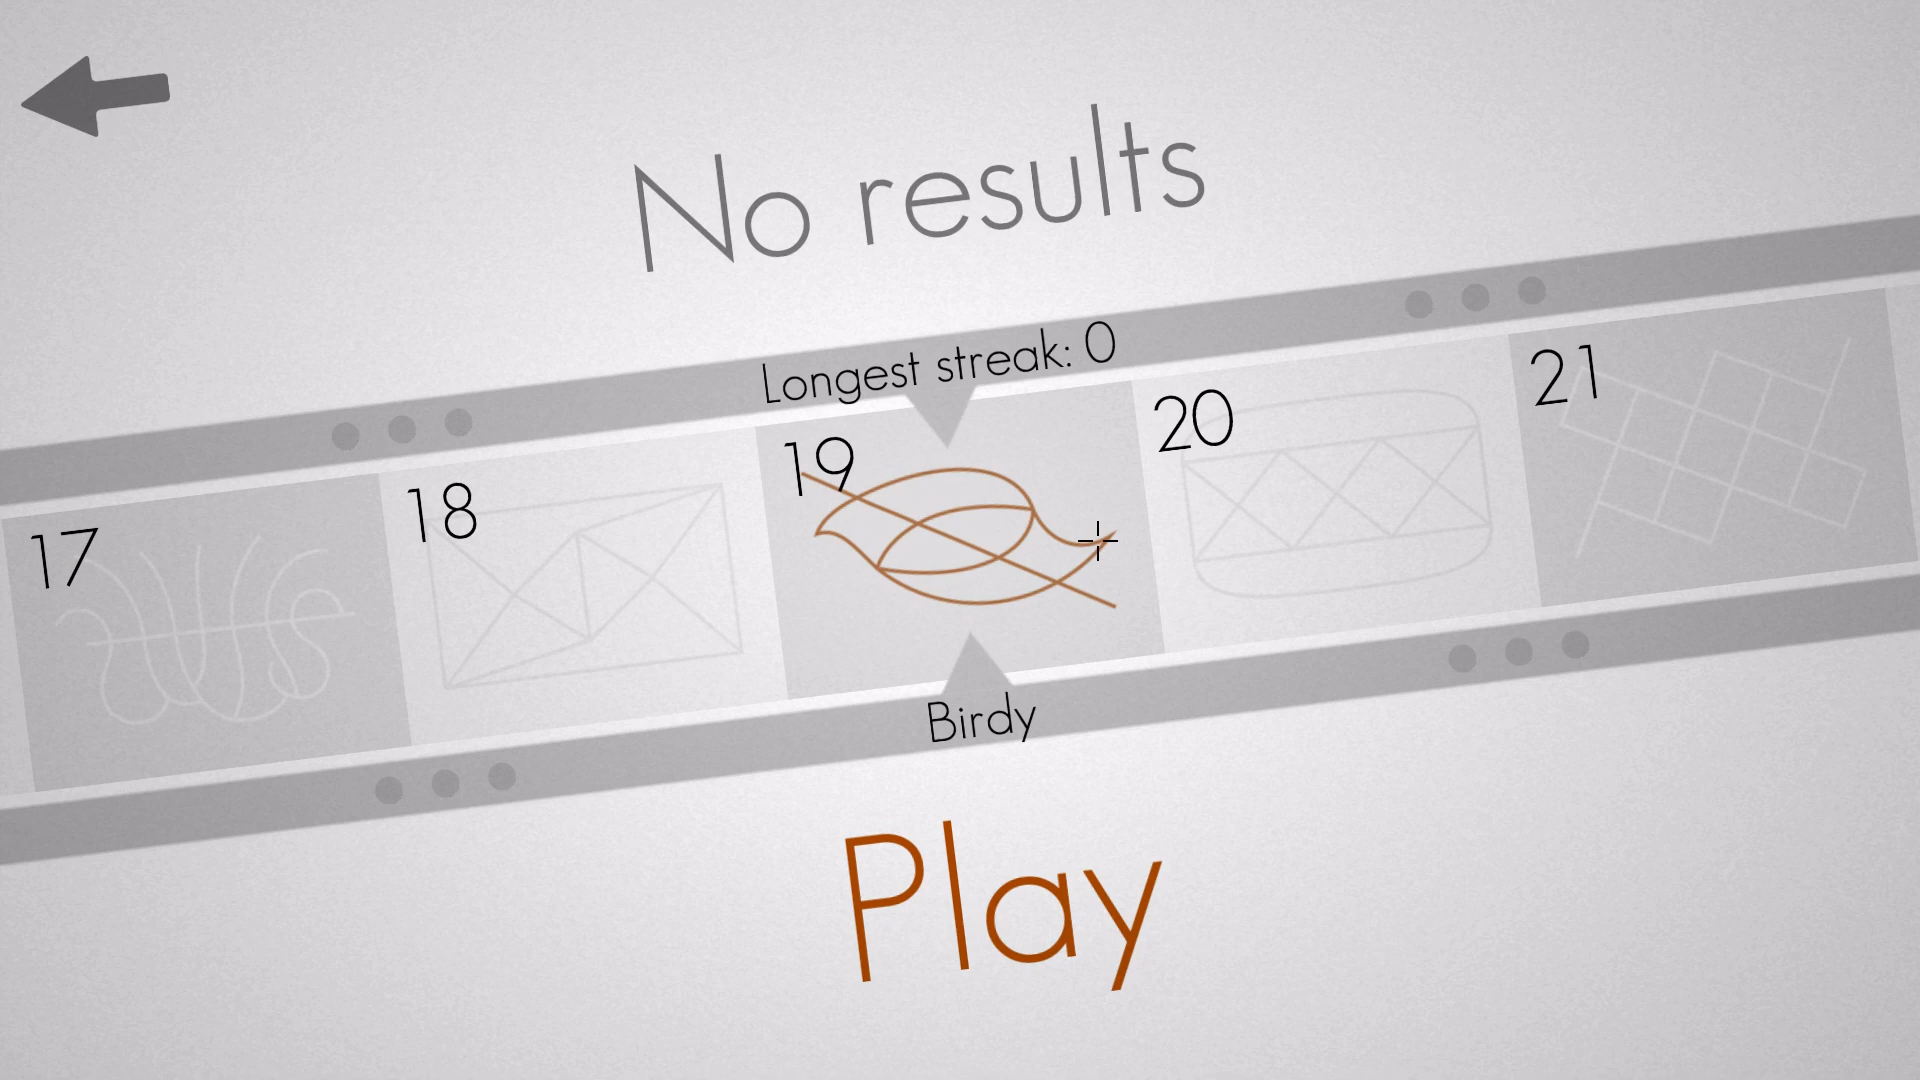 No results
Longest streak: 0
17
18
19
20
21
Birdy
Play